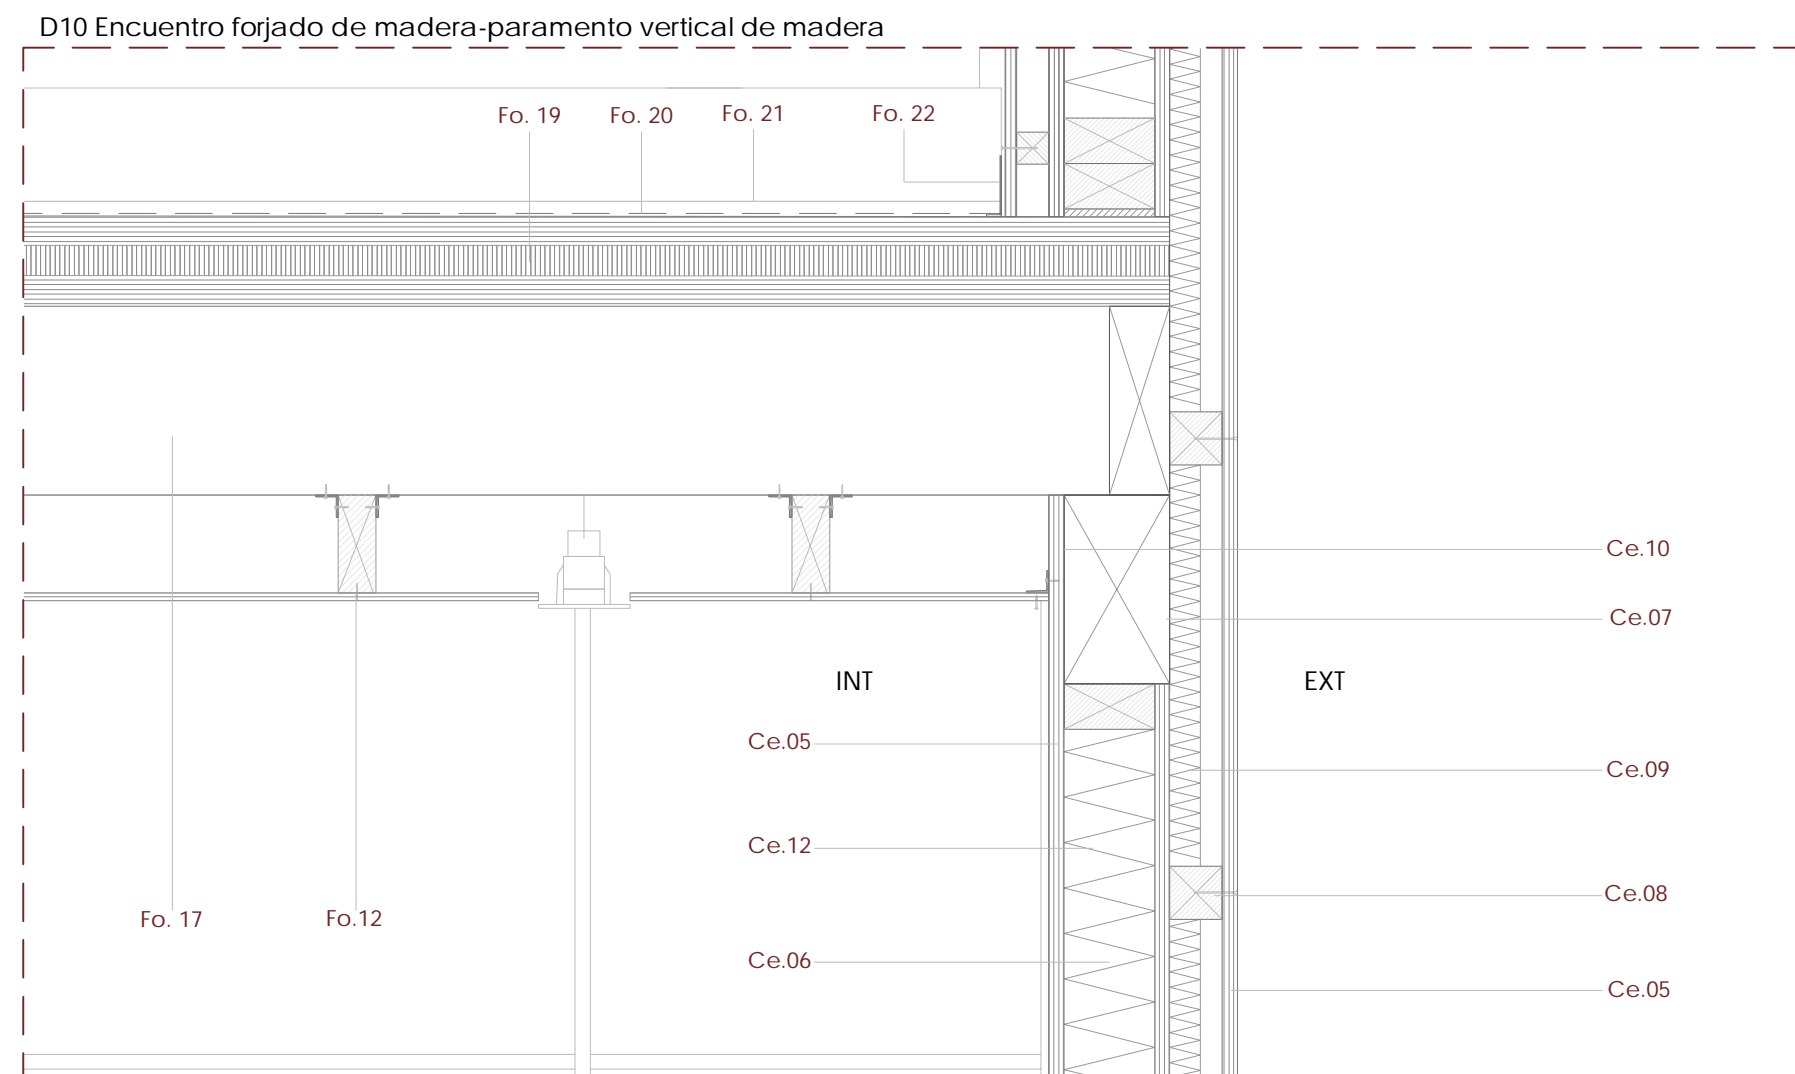 D10 Encuentro forjado de madera-paramento vertical de madera
Fo. 19
Fo. 20
Fo. 21
Fo. 22
Ce.10
Ce.07
INT
EXT
Ce.05
Ce.09
Ce.12
Ce.08
Fo. 17
Fo.12
Ce.06
Ce.05